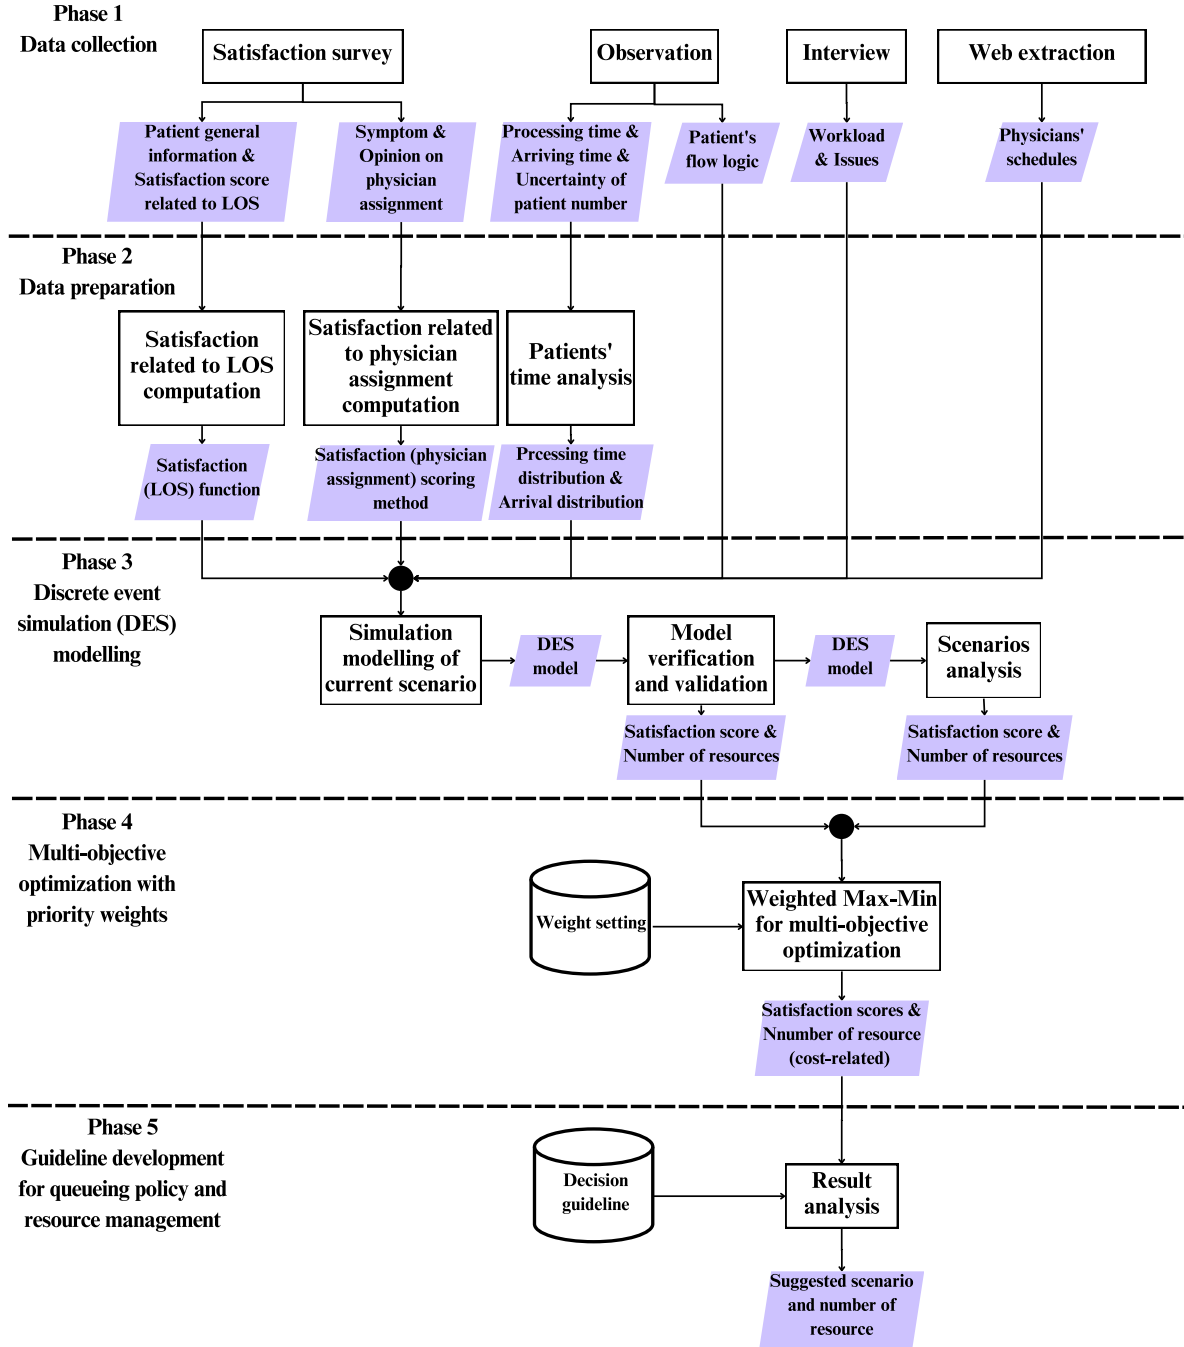 Phase 1
Data collection
Satisfaction survey
Observation
Interview
Web extraction
Patient general
information &
Satisfaction score
related to LOS
Symptom &
Opinion on
physician
assignment
Processing time &
Arriving time &
Uncertainty of
patient number
Patient's
flow logic
Workload
& Issues
Physicians'
schedules
Phase 2
Data preparation
Satisfaction
related to LOS
computation
Satisfaction related
to physician
assignment
computation
Patients'
time analysis
Satisfaction
(LOS) function
Satisfaction (physician
assignment) scoring
method
Prcessing time
distribution &
Arrival distribution
Phase 3
Discrete event
simulation (DES)
modelling
Simulation
modelling of
current scenario
DES
model
Model
verification
and validation
DES
model
Scenarios
analysis
Satisfaction score &
Number of resources
Satisfaction score &
Number of resources
Phase 4
Multi-objective
optimization with
priority weights
Weight setting
Weighted Max-Min
for multi-objective
optimization
Satisfaction scores &
Nnumber of resource
(cost-related)
Phase 5
Guideline development
for queueing policy and
resource management
Decision
guideline
Result
analysis
Suggested scenario
and number of
resource